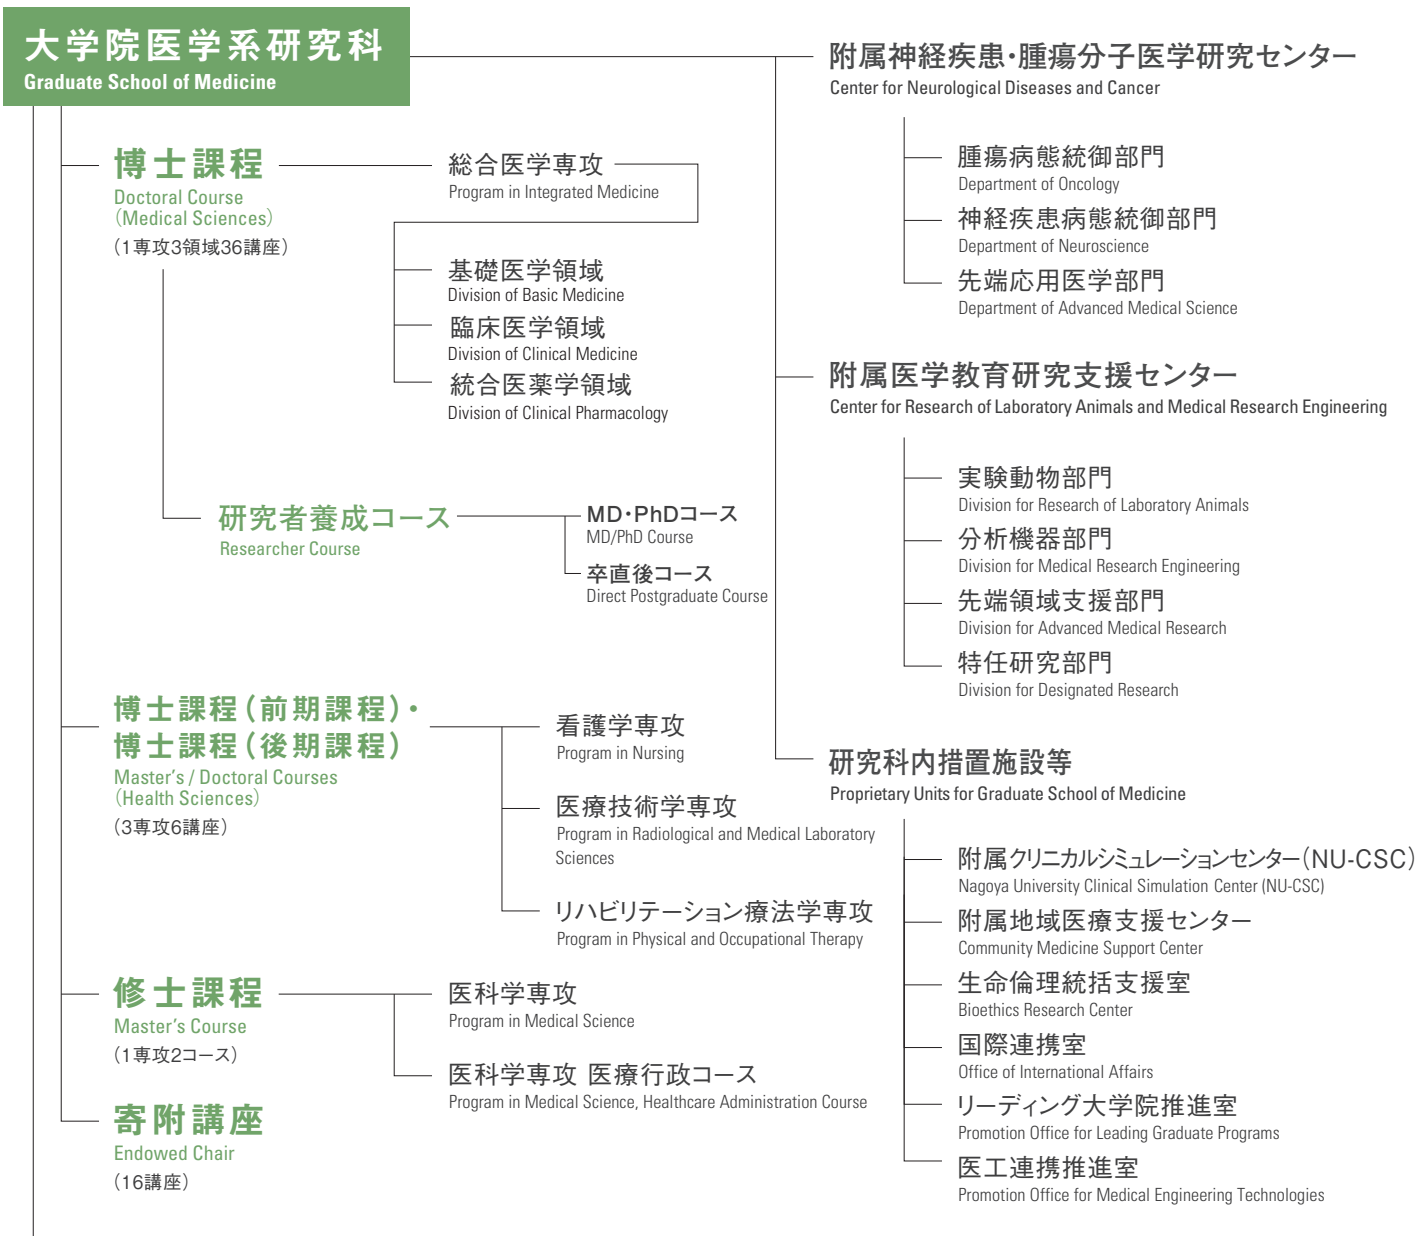 大学院医学系研究科
Graduate School of Medicine
博士課程
Doctoral Course
(Medical Sciences)
(1専攻3領域36講座)
総合医学専攻
Program in Integrated Medicine
基礎医学領域
Division of Basic Medicine
臨床医学領域
Division of Clinical Medicine
統合医薬学領域
Division of Clinical Pharmacology
研究者養成コース
Researcher Course
MD・PhDコース
MD/PhD Course
卒直後コース
Direct Postgraduate Course
博士課程(前期課程)・
博士課程(後期課程)
Master's / Doctoral Courses
(Health Sciences)
(3専攻6講座)
看護学専攻
Program in Nursing
医療技術学専攻
Program in Radiological and Medical Laboratory
Sciences
リハビリテーション療法学専攻
Program in Physical and Occupational Therapy
修士課程
Master's Course
(1専攻2コース)
医科学専攻
Program in Medical Science
医科学専攻 医療行政コース
Program in Medical Science, Healthcare Administration Course
寄附講座
Endowed Chair
(16講座)
附属神経疾患・腫瘍分子医学研究センター
Center for Neurological Diseases and Cancer
腫瘍病態統御部門
Department of Oncology
神経疾患病態統御部門
Department of Neuroscience
先端応用医学部門
Department of Advanced Medical Science
附属医学教育研究支援センター
Center for Research of Laboratory Animals and Medical Research Engineering
実験動物部門
Division for Research of Laboratory Animals
分析機器部門
Division for Medical Research Engineering
先端領域支援部門
Division for Advanced Medical Research
特任研究部門
Division for Designated Research
研究科内措置施設等
Proprietary Units for Graduate School of Medicine
附属クリニカルシミュレーションセンター(NU-CSC)
Nagoya University Clinical Simulation Center (NU-CSC)
附属地域医療支援センター
Community Medicine Support Center
生命倫理統括支援室
Bioethics Research Center
国際連携室
Office of International Affairs
リーディング大学院推進室
Promotion Office for Leading Graduate Programs
医工連携推進室
Promotion Office for Medical Engineering Technologies